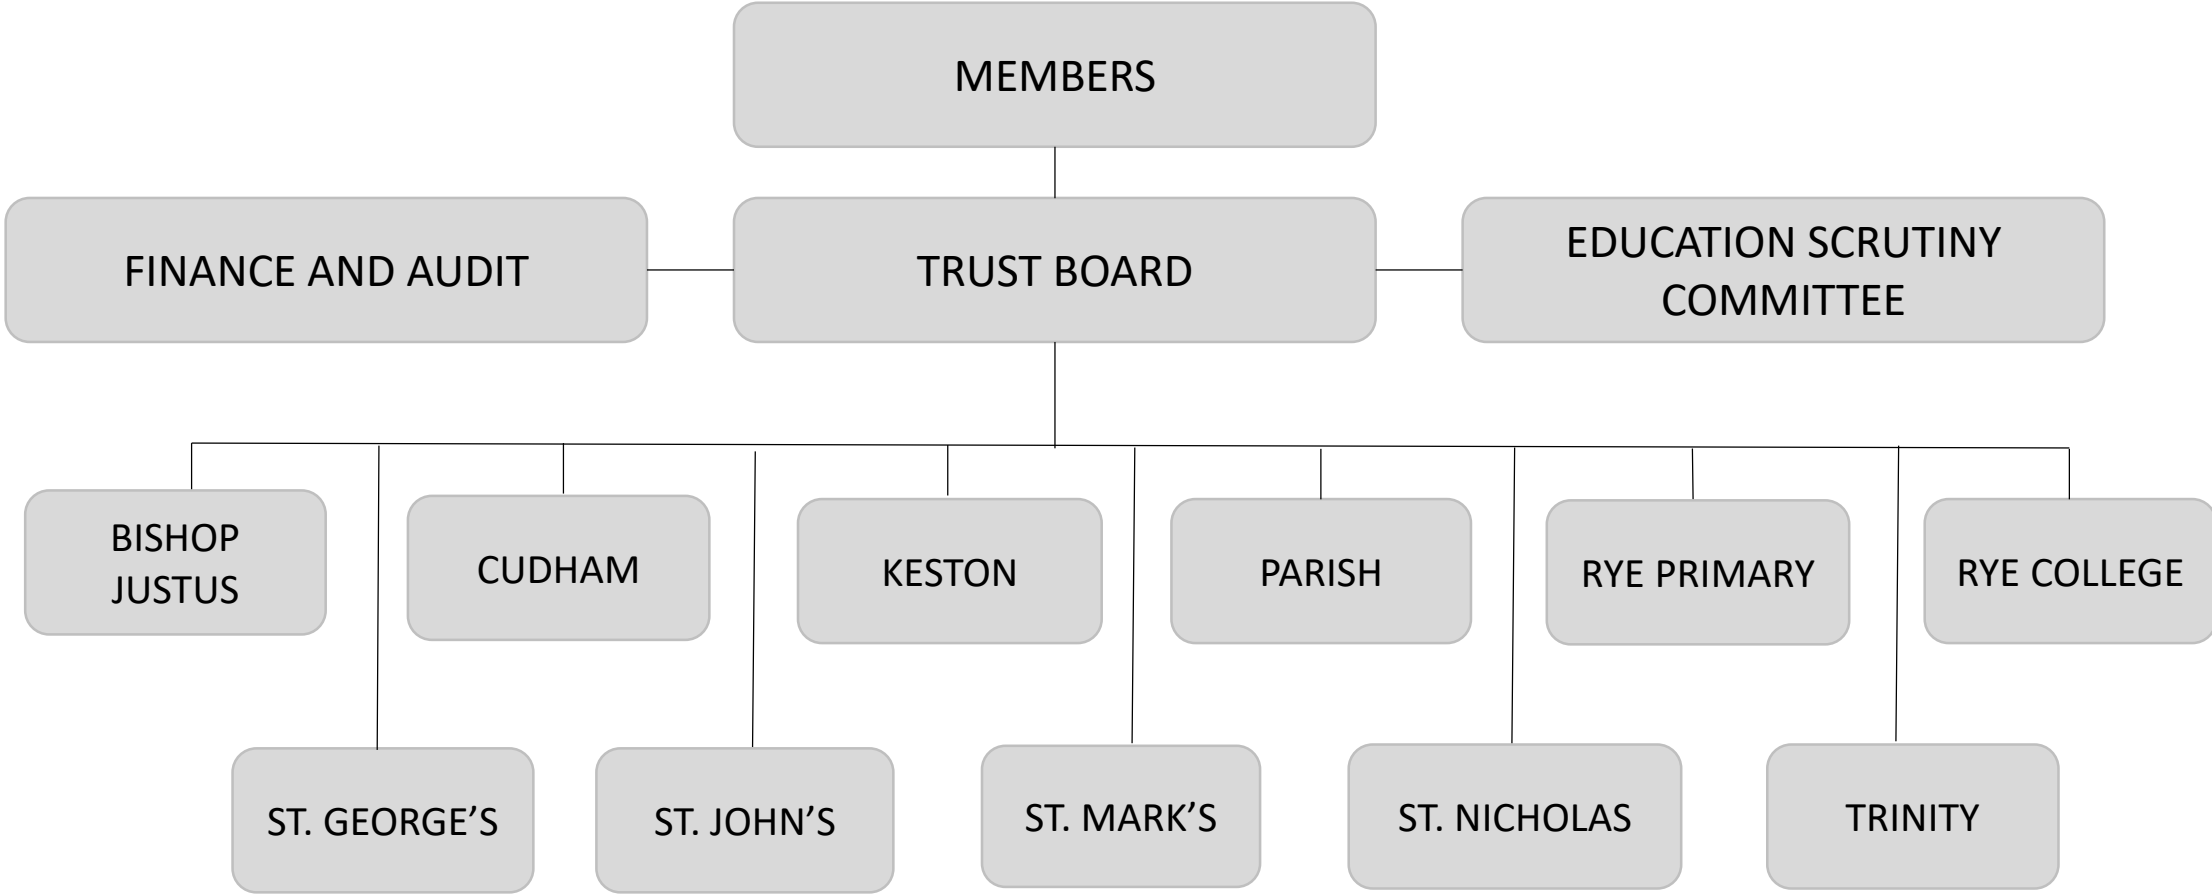 MEMBERS
FINANCE AND AUDIT
TRUST BOARD
EDUCATION SCRUTINY
COMMITTEE
BISHOP
JUSTUS
CUDHAM
KESTON
PARISH
RYE PRIMARY
RYE COLLEGE
ST. GEORGE’S
ST. JOHN’S
ST. MARK’S
ST. NICHOLAS
TRINITY